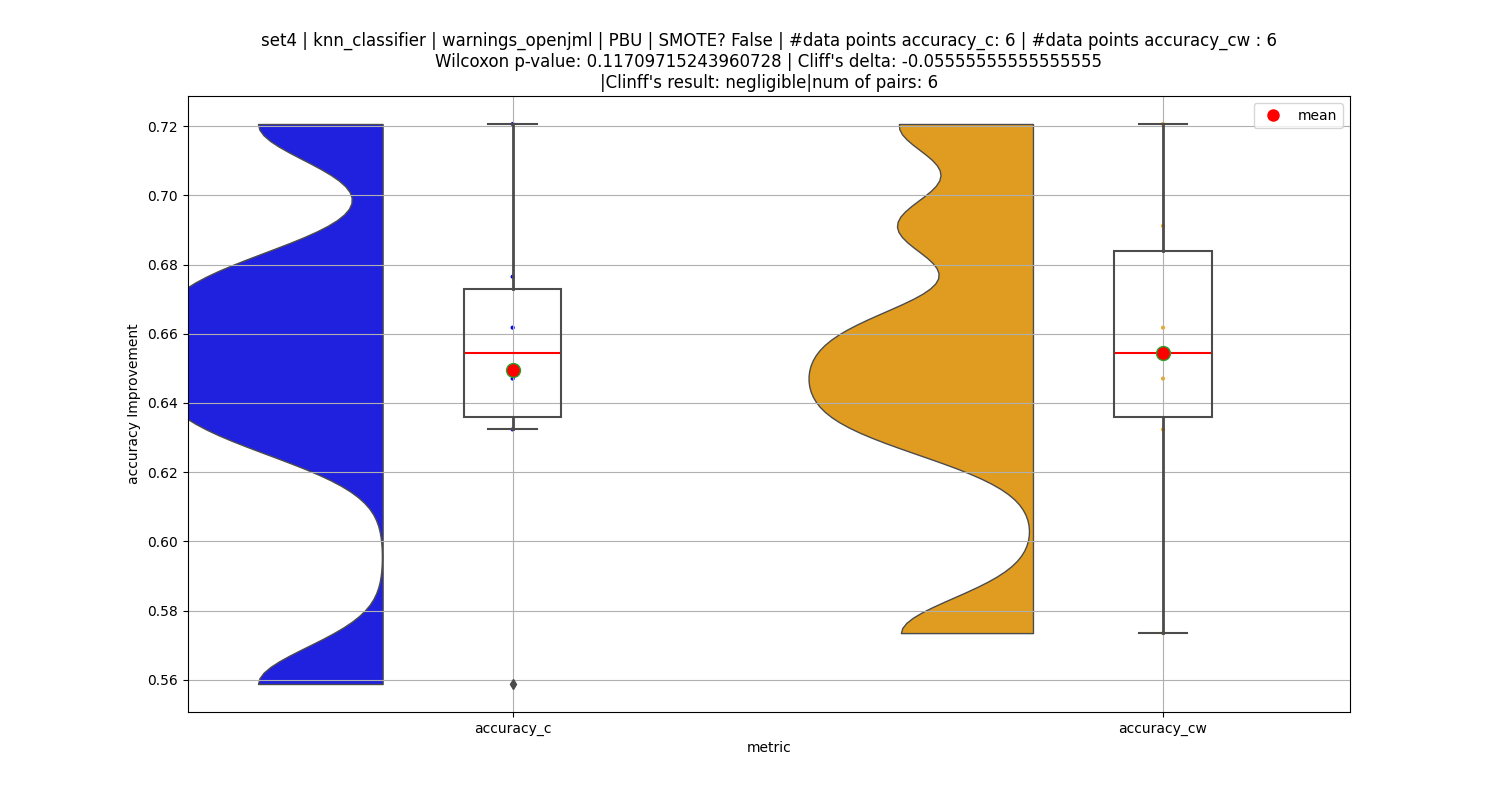 set4 | knn_classifier | warnings_openjml | PBU | SMOTE? False | #data points accuracy_c: 6 | #data points accuracy_cw : 6
Wilcoxon p-value: 0.11709715243960728 | Cliff's delta: -0.05555555555555555
|Clinff's result: negligible|num of pairs: 6
mean
0.72
0.70
0.68
0.66
0.64
0.62
0.60
0.58
0.56
accuracy Improvement
accuracy_c
accuracy_cw
metric